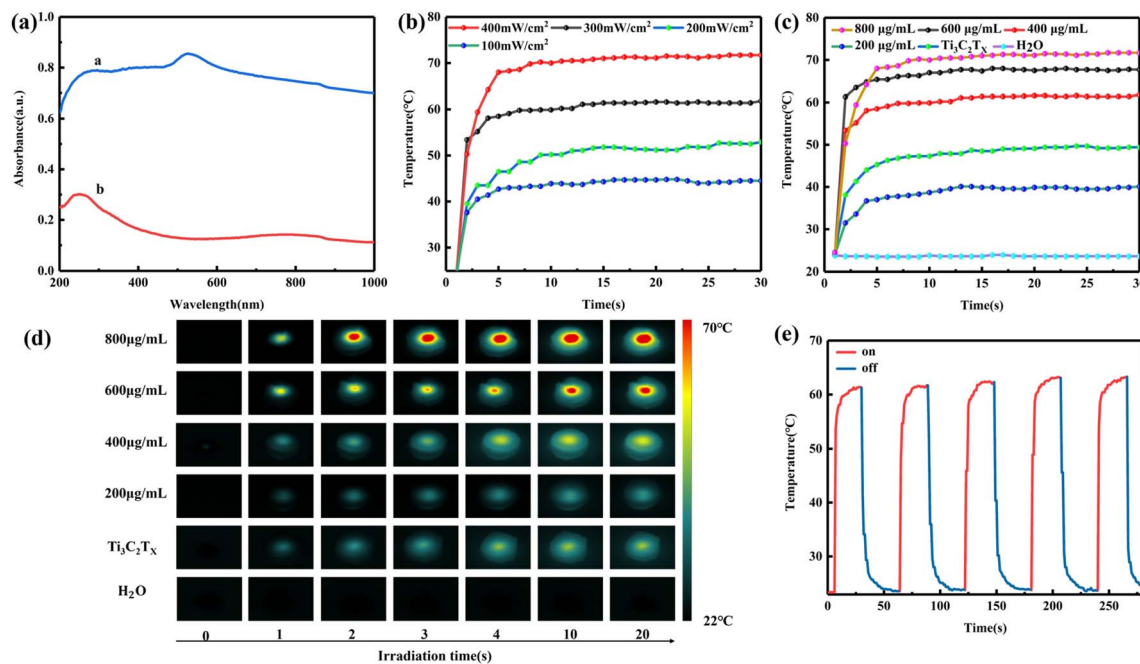 (a)
1.0
0.8
0.6
0.4
0.2
0.0
Absorbance(a.u.)
a
b
200 400 600 800 1000
Wavelength(nm)
(b)
80
70
60
50
40
30
Temperature(℃)
400mW/cm² 300mW/cm² 200mW/cm²
100mW/cm²
0 5 10 15 20 25 30
Time(s)
(c)
80
70
60
50
40
30
20
Temperature(℃)
800 μg/mL 600 μg/mL 400 μg/mL
200 μg/mL Ti₃C₂TX H₂O
0 5 10 15 20 25 30
Time(s)
(d)
800μg/mL
600μg/mL
400μg/mL
200μg/mL
Ti₃C₂TX
H₂O
0 1 2 3 4 10 20
Irradiation time(s)
70℃
22℃
(e)
on
off
73
63
53
43
33
Temperature(℃)
0 50 100 150 200 250
Time(s)